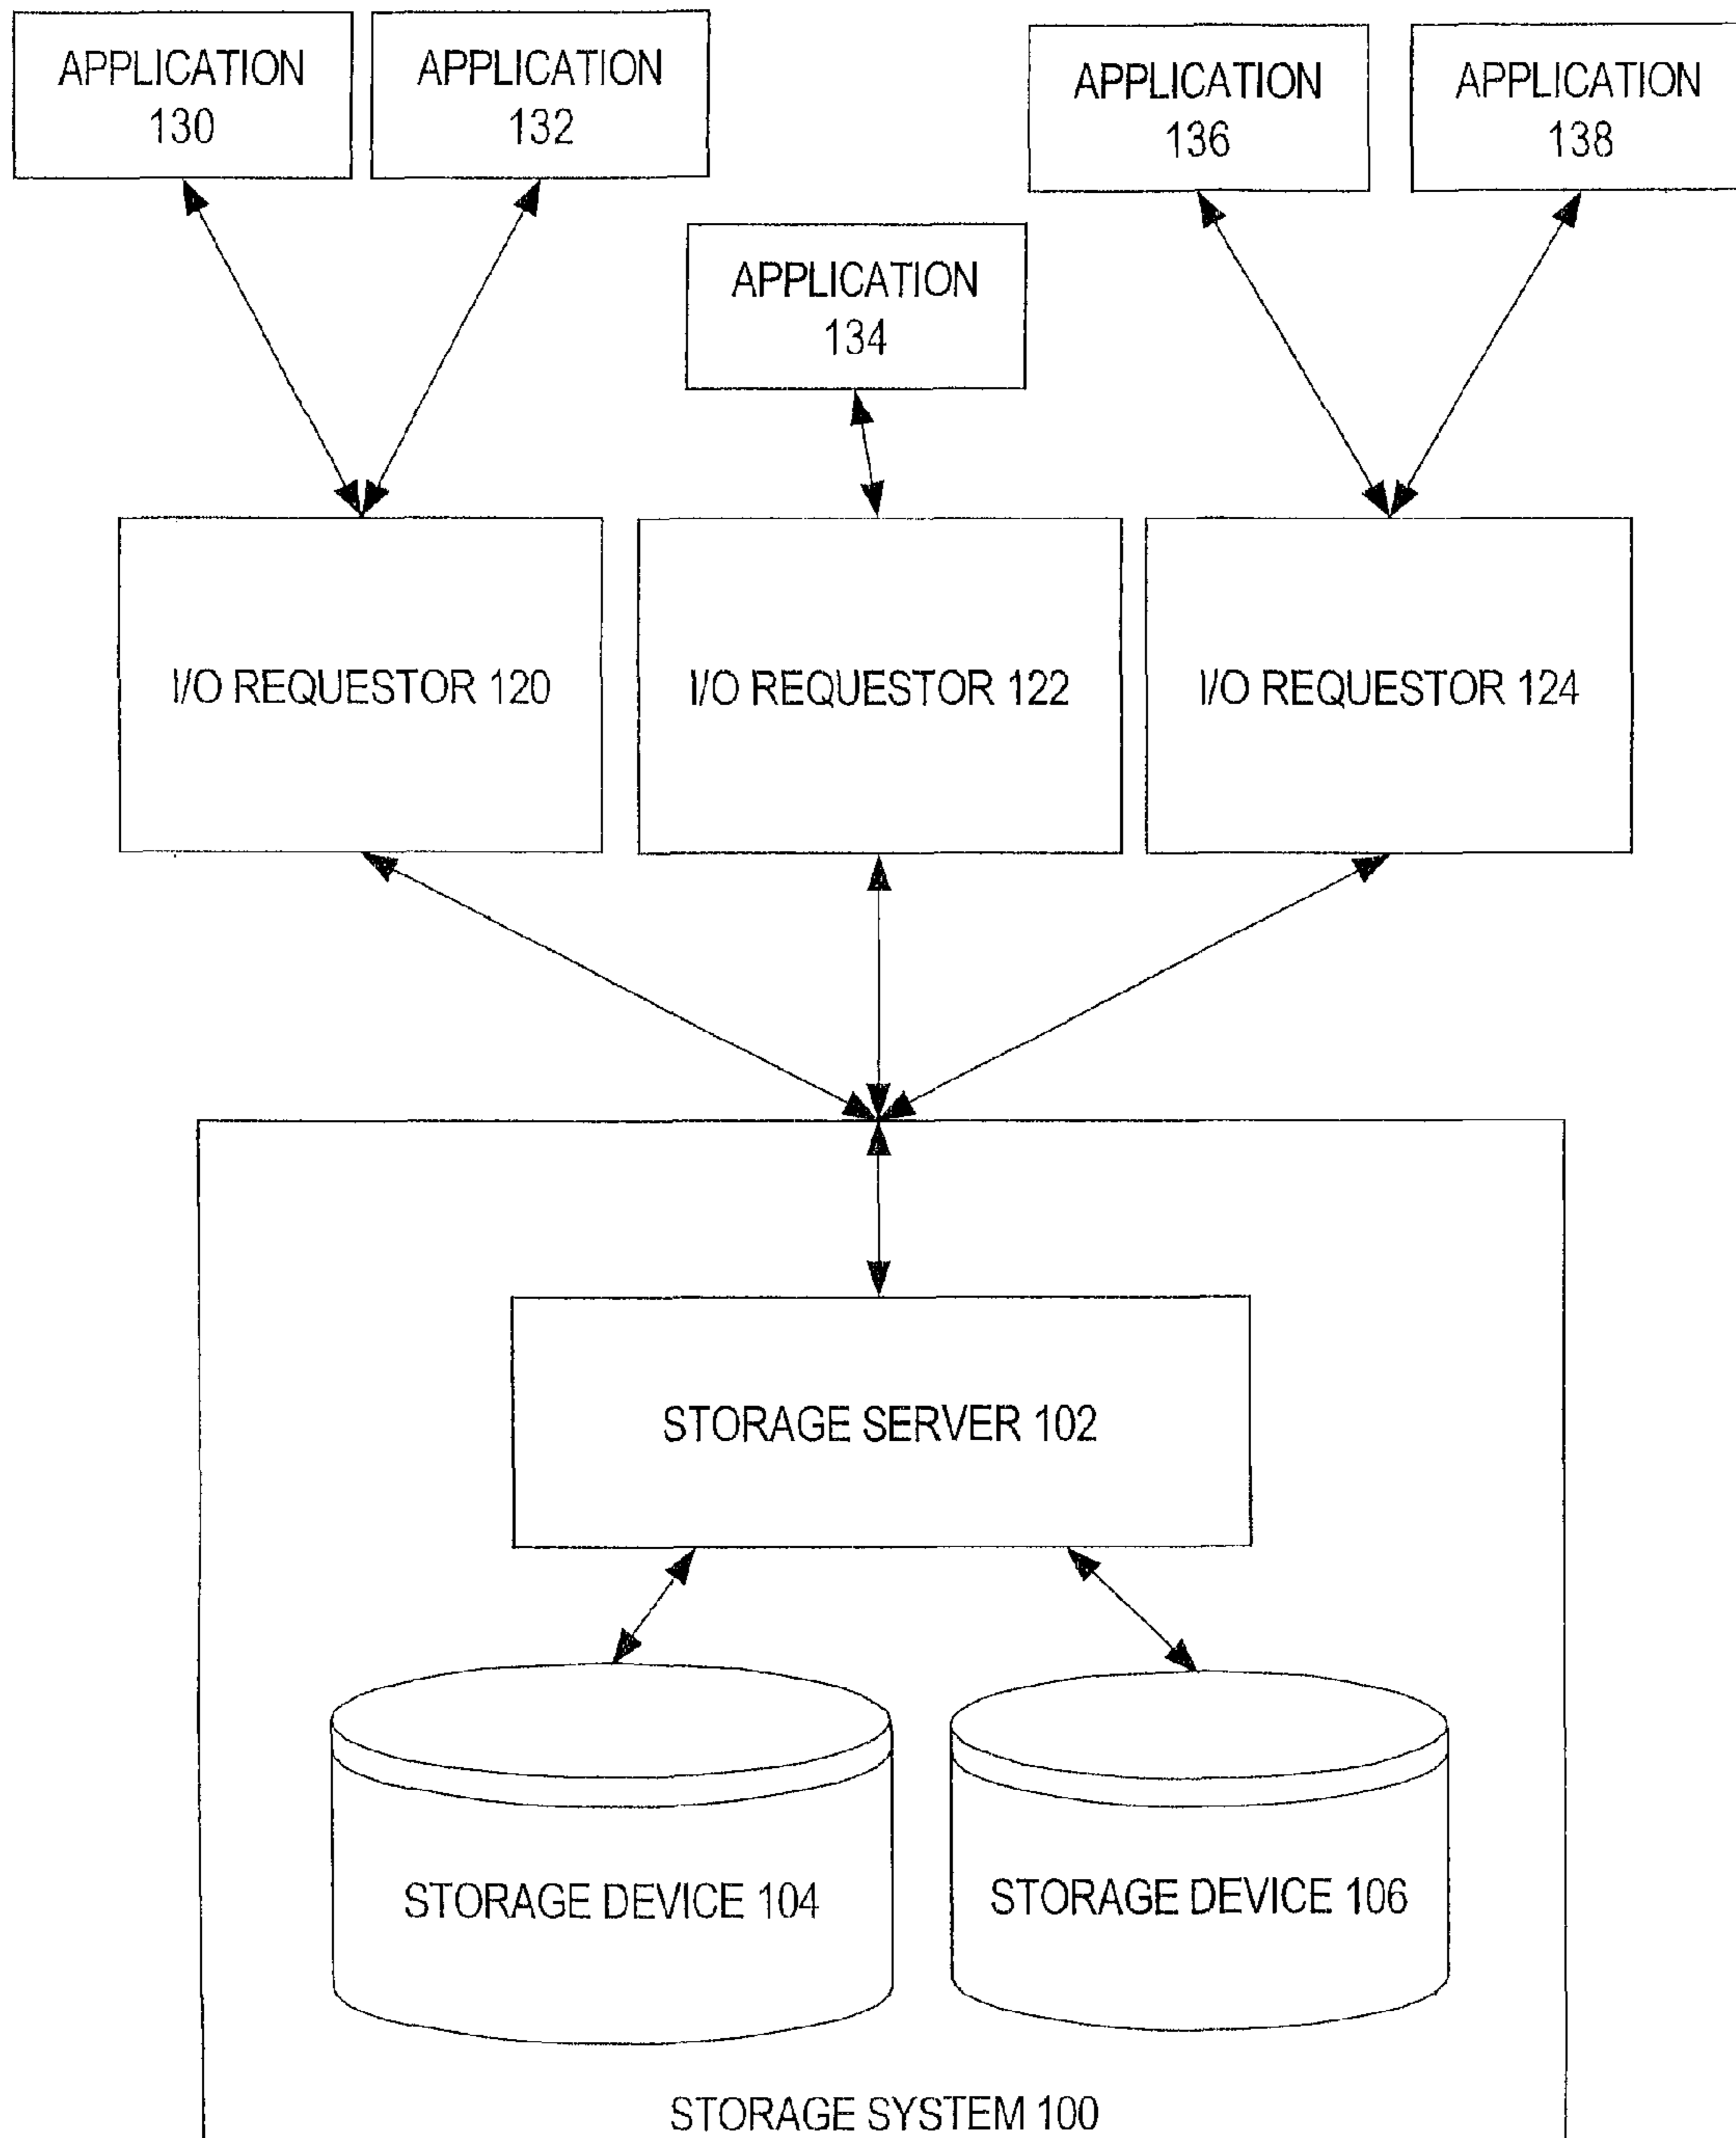 APPLICATION
130
APPLICATION
132
APPLICATION
136
APPLICATION
138
APPLICATION
134
I/O REQUESTOR 120
I/O REQUESTOR 122
I/O REQUESTOR 124
STORAGE SERVER 102
STORAGE DEVICE 104
STORAGE DEVICE 106
STORAGE SYSTEM 100